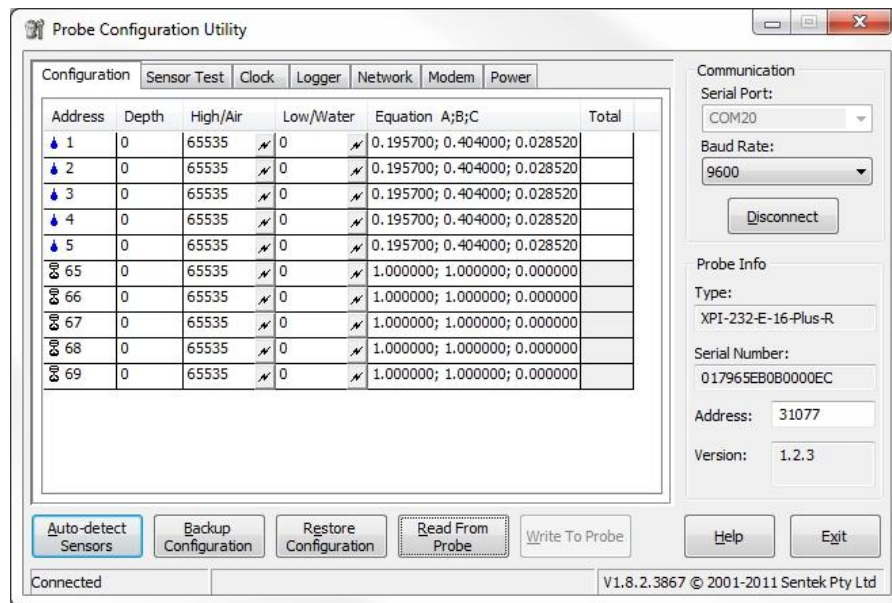 Probe Configuration Utility
Configuration Sensor Test Clock Logger Network Modem Power
Address Depth High/Air Low/Water Equation A;B;C Total
1 0 65535 0 0.195700; 0.404000; 0.028520
2 0 65535 0 0.195700; 0.404000; 0.028520
3 0 65535 0 0.195700; 0.404000; 0.028520
4 0 65535 0 0.195700; 0.404000; 0.028520
5 0 65535 0 0.195700; 0.404000; 0.028520
65 0 65535 0 1.000000; 1.000000; 0.000000
66 0 65535 0 1.000000; 1.000000; 0.000000
67 0 65535 0 1.000000; 1.000000; 0.000000
68 0 65535 0 1.000000; 1.000000; 0.000000
69 0 65535 0 1.000000; 1.000000; 0.000000
Communication
Serial Port:
COM20
Baud Rate:
9600
Disconnect
Probe Info
Type:
XPI-232-E-16-Plus-R
Serial Number:
017965EB0B0000EC
Address: 31077
Version: 1.2.3
Auto-detect
Sensors
Backup
Configuration
Restore
Configuration
Read From
Probe
Write To Probe
Help
Exit
Connected
V1.8.2.3867 © 2001-2011 Sentek Pty Ltd